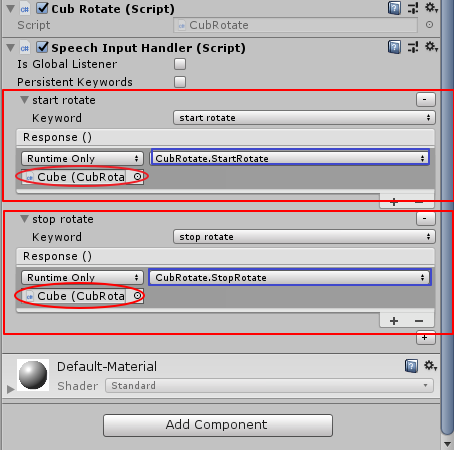 Cub Rotate (Script)
Script CubRotate
Speech Input Handler (Script)
Is Global Listener
Persistent Keywords
start rotate
Keyword start rotate
Response ()
Runtime Only CubRotate.StartRotate
Cube (CubRota
stop rotate
Keyword stop rotate
Response ()
Runtime Only CubRotate.StopRotate
Cube (CubRota
Default-Material
Shader Standard
Add Component